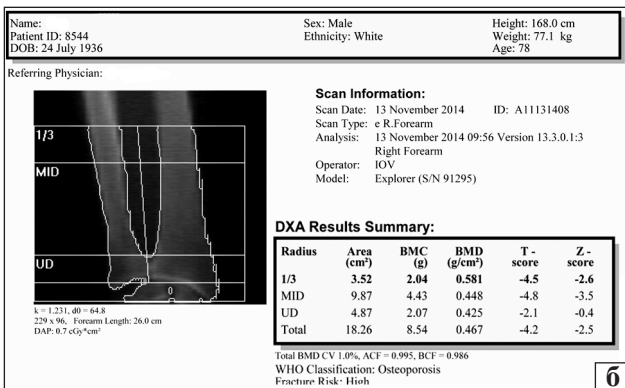 Name: Sex: Male Height: 168.0 cm
Patient ID: 8544 Ethnicity: White Weight: 77.1 kg
DOB: 24 July 1936 Age: 78
Referring Physician:
1/3
MID
UD
0
k = 1.231, d0 = 64.8
229 x 96, Forearm Length: 26.0 cm
DAP: 0.7 cGy*cm²
Scan Information:
Scan Date: 13 November 2014 ID: A11131408
Scan Type: e R.Forearm
Analysis: 13 November 2014 09:56 Version 13.3.0.1:3
Right Forearm
Operator: IOV
Model: Explorer (S/N 91295)
DXA Results Summary:
Radius Area (cm²) BMC (g) BMD (g/cm²) T - score Z - score
1/3 3.52 2.04 0.581 -4.5 -2.6
MID 9.87 4.43 0.448 -4.8 -3.5
UD 4.87 2.07 0.425 -2.1 -0.4
Total 18.26 8.54 0.467 -4.2 -2.5
Total BMD CV 1.0%, ACF = 0.995, BCF = 0.986
WHO Classification: Osteoporosis
Fracture Risk: High
б